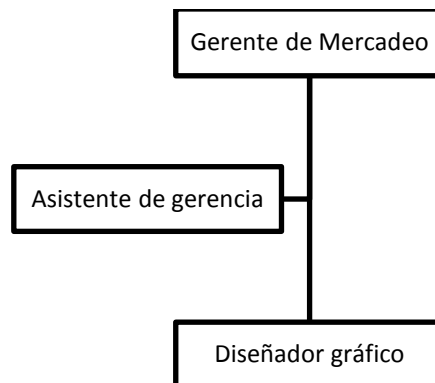 Gerente de Mercadeo
Asistente de gerencia
Diseñador gráfico